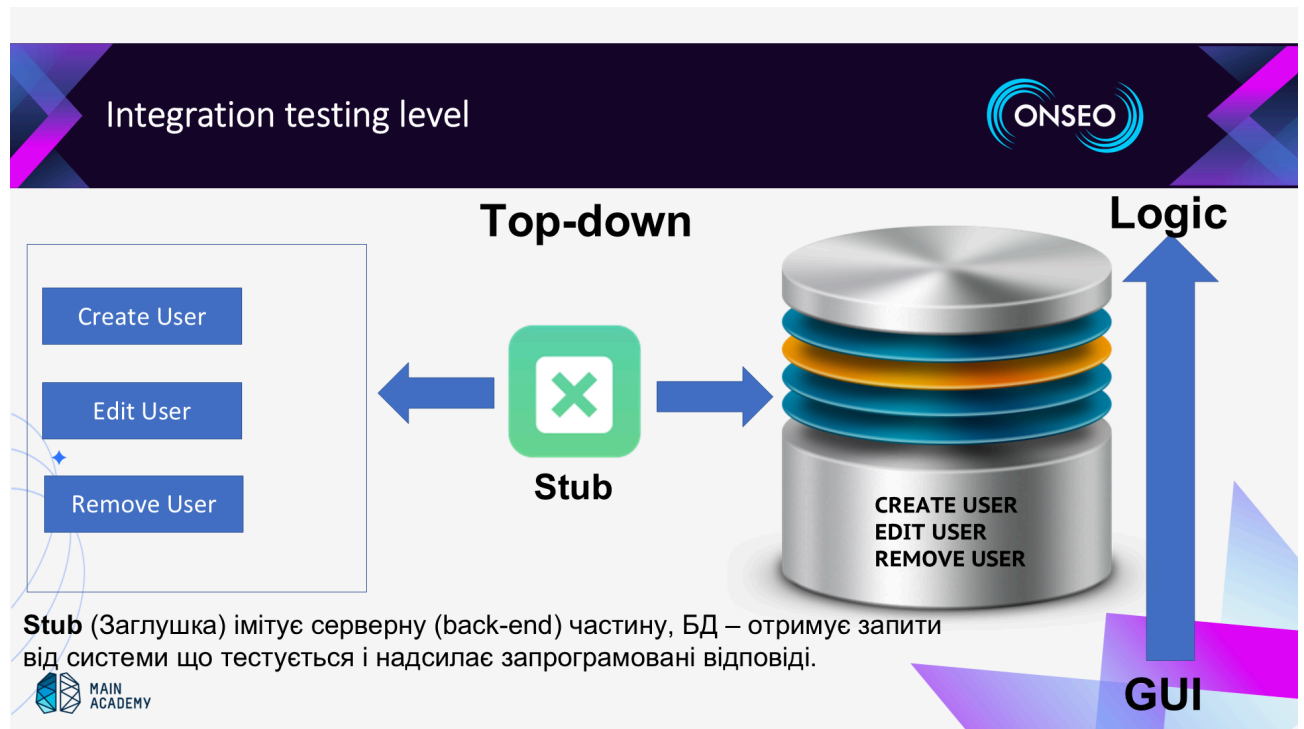 Integration testing level
ONSEO
Top-down
Logic
Create User
Edit User
Remove User
Stub
CREATE USER
EDIT USER
REMOVE USER
Stub (Заглушка) імітує серверну (back-end) частину, БД – отримує запити
від системи що тестується і надсилає запрограмовані відповіді.
GUI
MAIN
ACADEMY